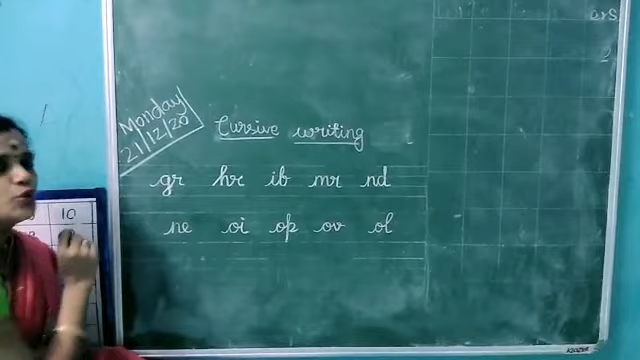 Monday
21/12/20
Cursive writing
gr hr ib mr nd
ne oi op ov ol
10